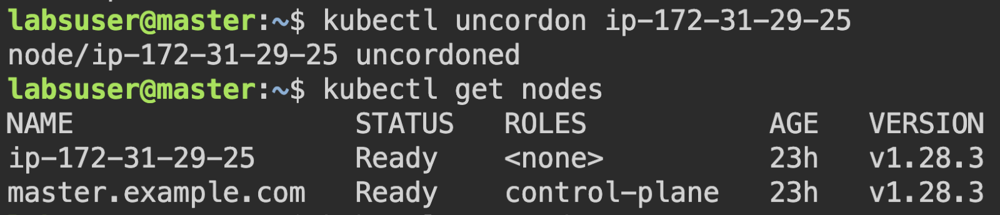 labsuser@master:~$ kubectl uncordon ip-172-31-29-25
node/ip-172-31-29-25 uncordoned
labsuser@master:~$ kubectl get nodes
NAME STATUS ROLES AGE VERSION
ip-172-31-29-25 Ready <none> 23h v1.28.3
master.example.com Ready control-plane 23h v1.28.3